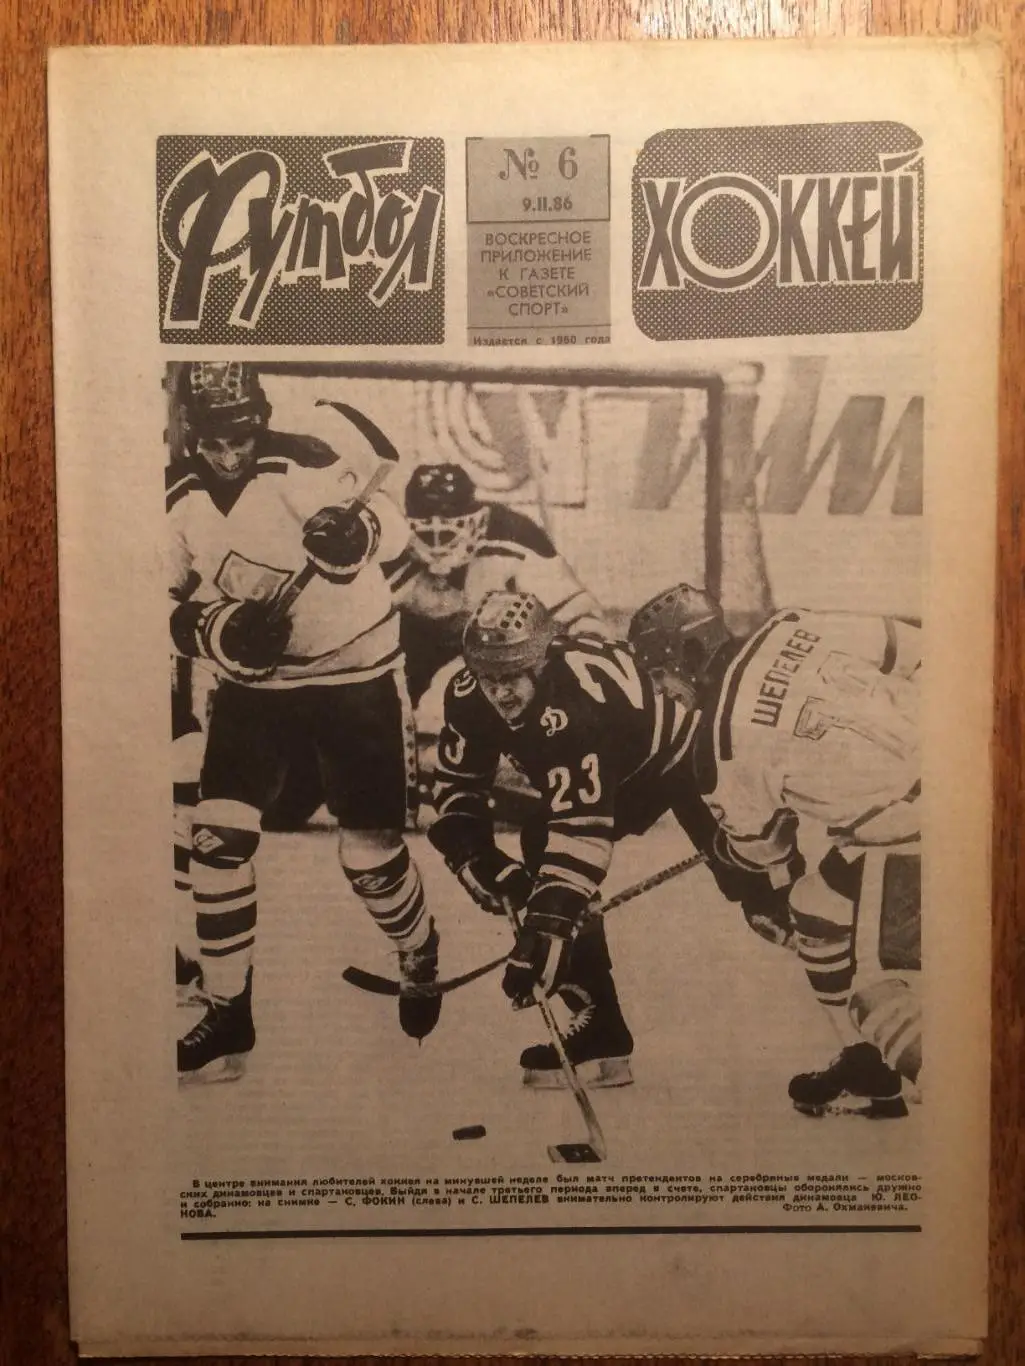 Футбол
№ 6
9.II.86
ВОСКРЕСНОЕ
ПРИЛОЖЕНИЕ
К ГАЗЕТЕ
«СОВЕТСКИЙ
СПОРТ»
Издается с 1960 года
ХОККЕЙ
ШЕПЕЛЕВ
23
23
В центре внимания любителей хоккея на минувшей неделе был матч претендентов на серебряные медали — москов-
ских динамовцев и спартаковцев. Выйдя в начале третьего периода вперед в счете, спартаковцы оборонялись дружно
и собранно: на снимке — С. ФОКИН (слева) и С. ШЕПЕЛЕВ внимательно контролируют действия динамовца Ю. ЛЕО-
НОВА.
Фото А. Охманевича.